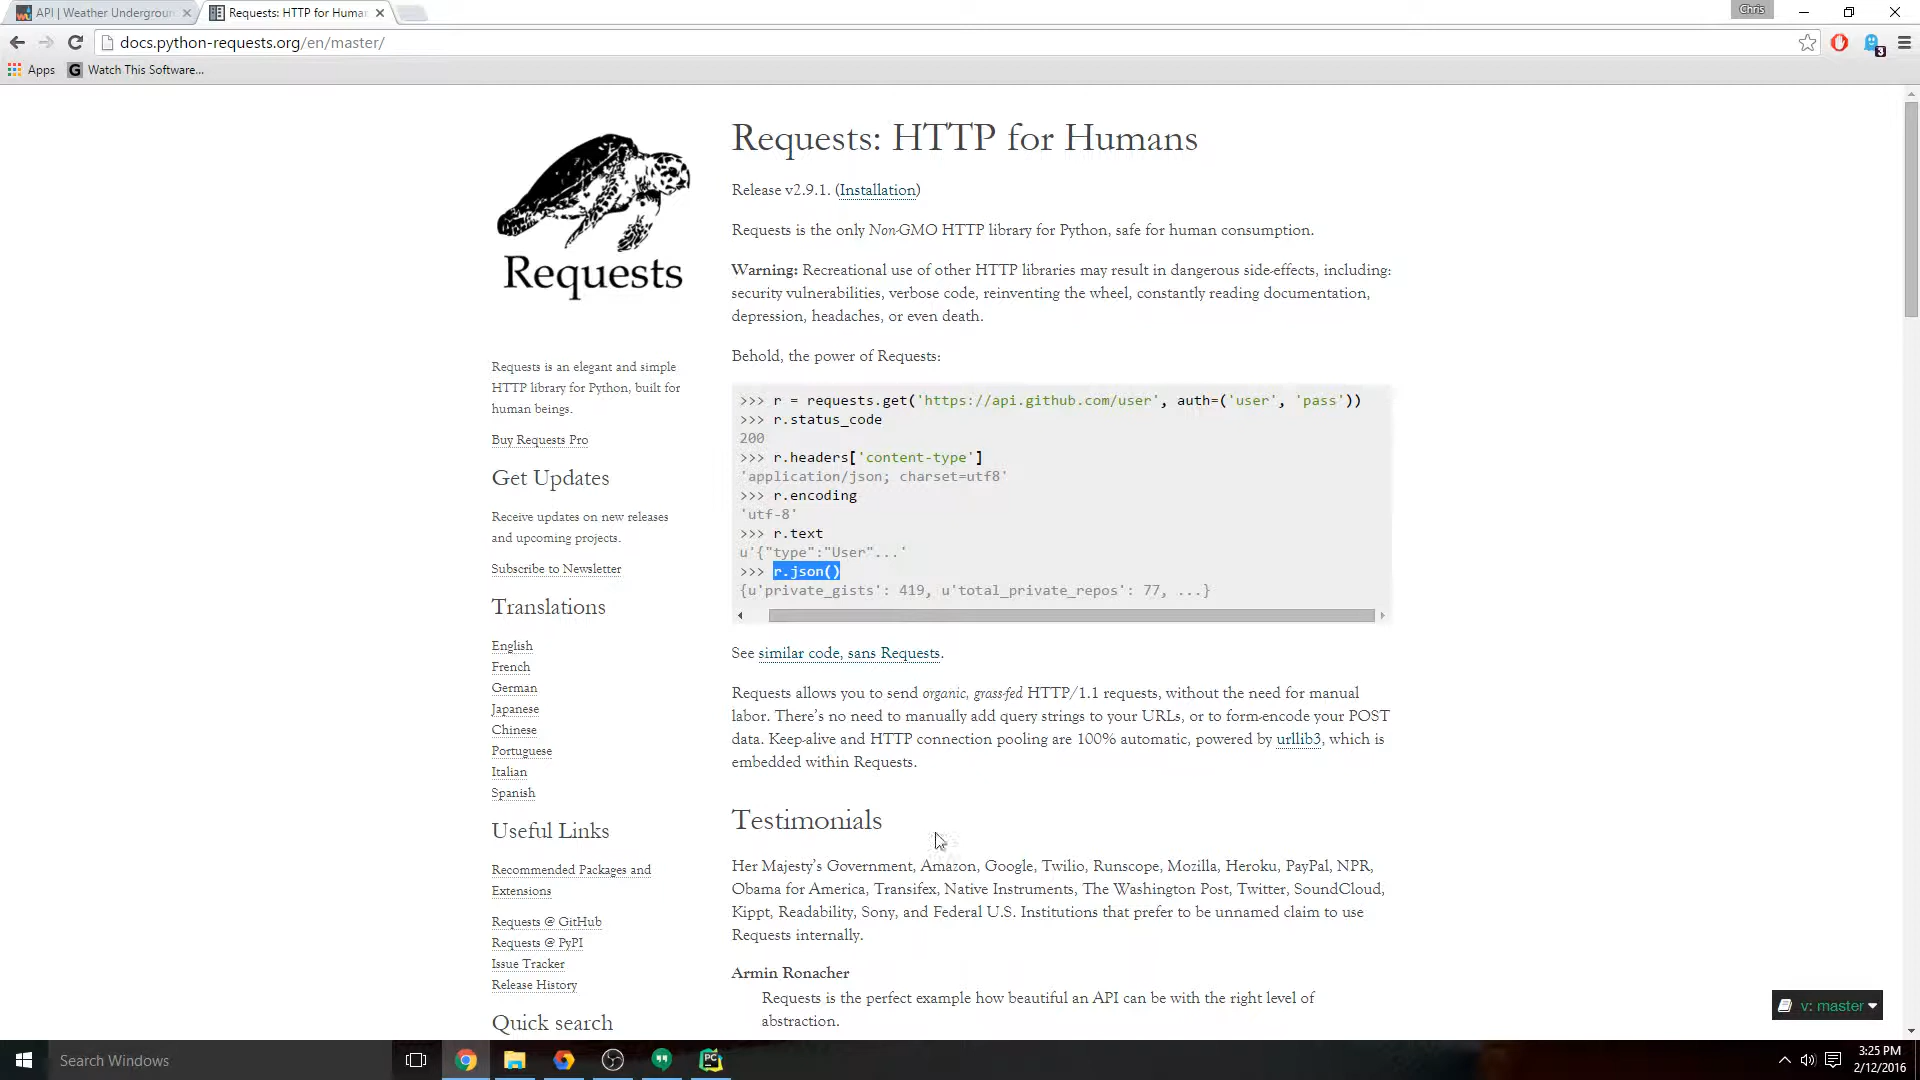 API | Weather Underground
Requests: HTTP for Huma
Chris
docs.python-requests.org/en/master/
3
Apps
G
Watch This Software...
Requests
Requests is an elegant and simple
HTTP library for Python, built for
human beings.
Buy Requests Pro
Get Updates
Receive updates on new releases
and upcoming projects.
Subscribe to Newsletter
Translations
English
French
German
Japanese
Chinese
Portuguese
Italian
Spanish
Useful Links
Recommended Packages and
Extensions
Requests @ GitHub
Requests @ PyPI
Issue Tracker
Release History
Quick search
Requests: HTTP for Humans
Release v2.9.1. (Installation)
Requests is the only Non-GMO HTTP library for Python, safe for human consumption.
Warning: Recreational use of other HTTP libraries may result in dangerous side-effects, including:
security vulnerabilities, verbose code, reinventing the wheel, constantly reading documentation,
depression, headaches, or even death.
Behold, the power of Requests:
>>> r = requests.get('https://api.github.com/user', auth=('user', 'pass'))
>>> r.status_code
200
>>> r.headers['content-type']
'application/json; charset=utf8'
>>> r.encoding
'utf-8'
>>> r.text
u'{"type":"User"...'
>>> r.json()
{u'private_gists': 419, u'total_private_repos': 77, ...}
See similar code, sans Requests.
Requests allows you to send organic, grass-fed HTTP/1.1 requests, without the need for manual
labor. There's no need to manually add query strings to your URLs, or to form-encode your POST
data. Keep-alive and HTTP connection pooling are 100% automatic, powered by urllib3, which is
embedded within Requests.
Testimonials
Her Majesty's Government, Amazon, Google, Twilio, Runscope, Mozilla, Heroku, PayPal, NPR,
Obama for America, Transifex, Native Instruments, The Washington Post, Twitter, SoundCloud,
Kippt, Readability, Sony, and Federal U.S. Institutions that prefer to be unnamed claim to use
Requests internally.
Armin Ronacher
Requests is the perfect example how beautiful an API can be with the right level of
abstraction.
v: master
Search Windows
PC
3:25 PM
2/12/2016